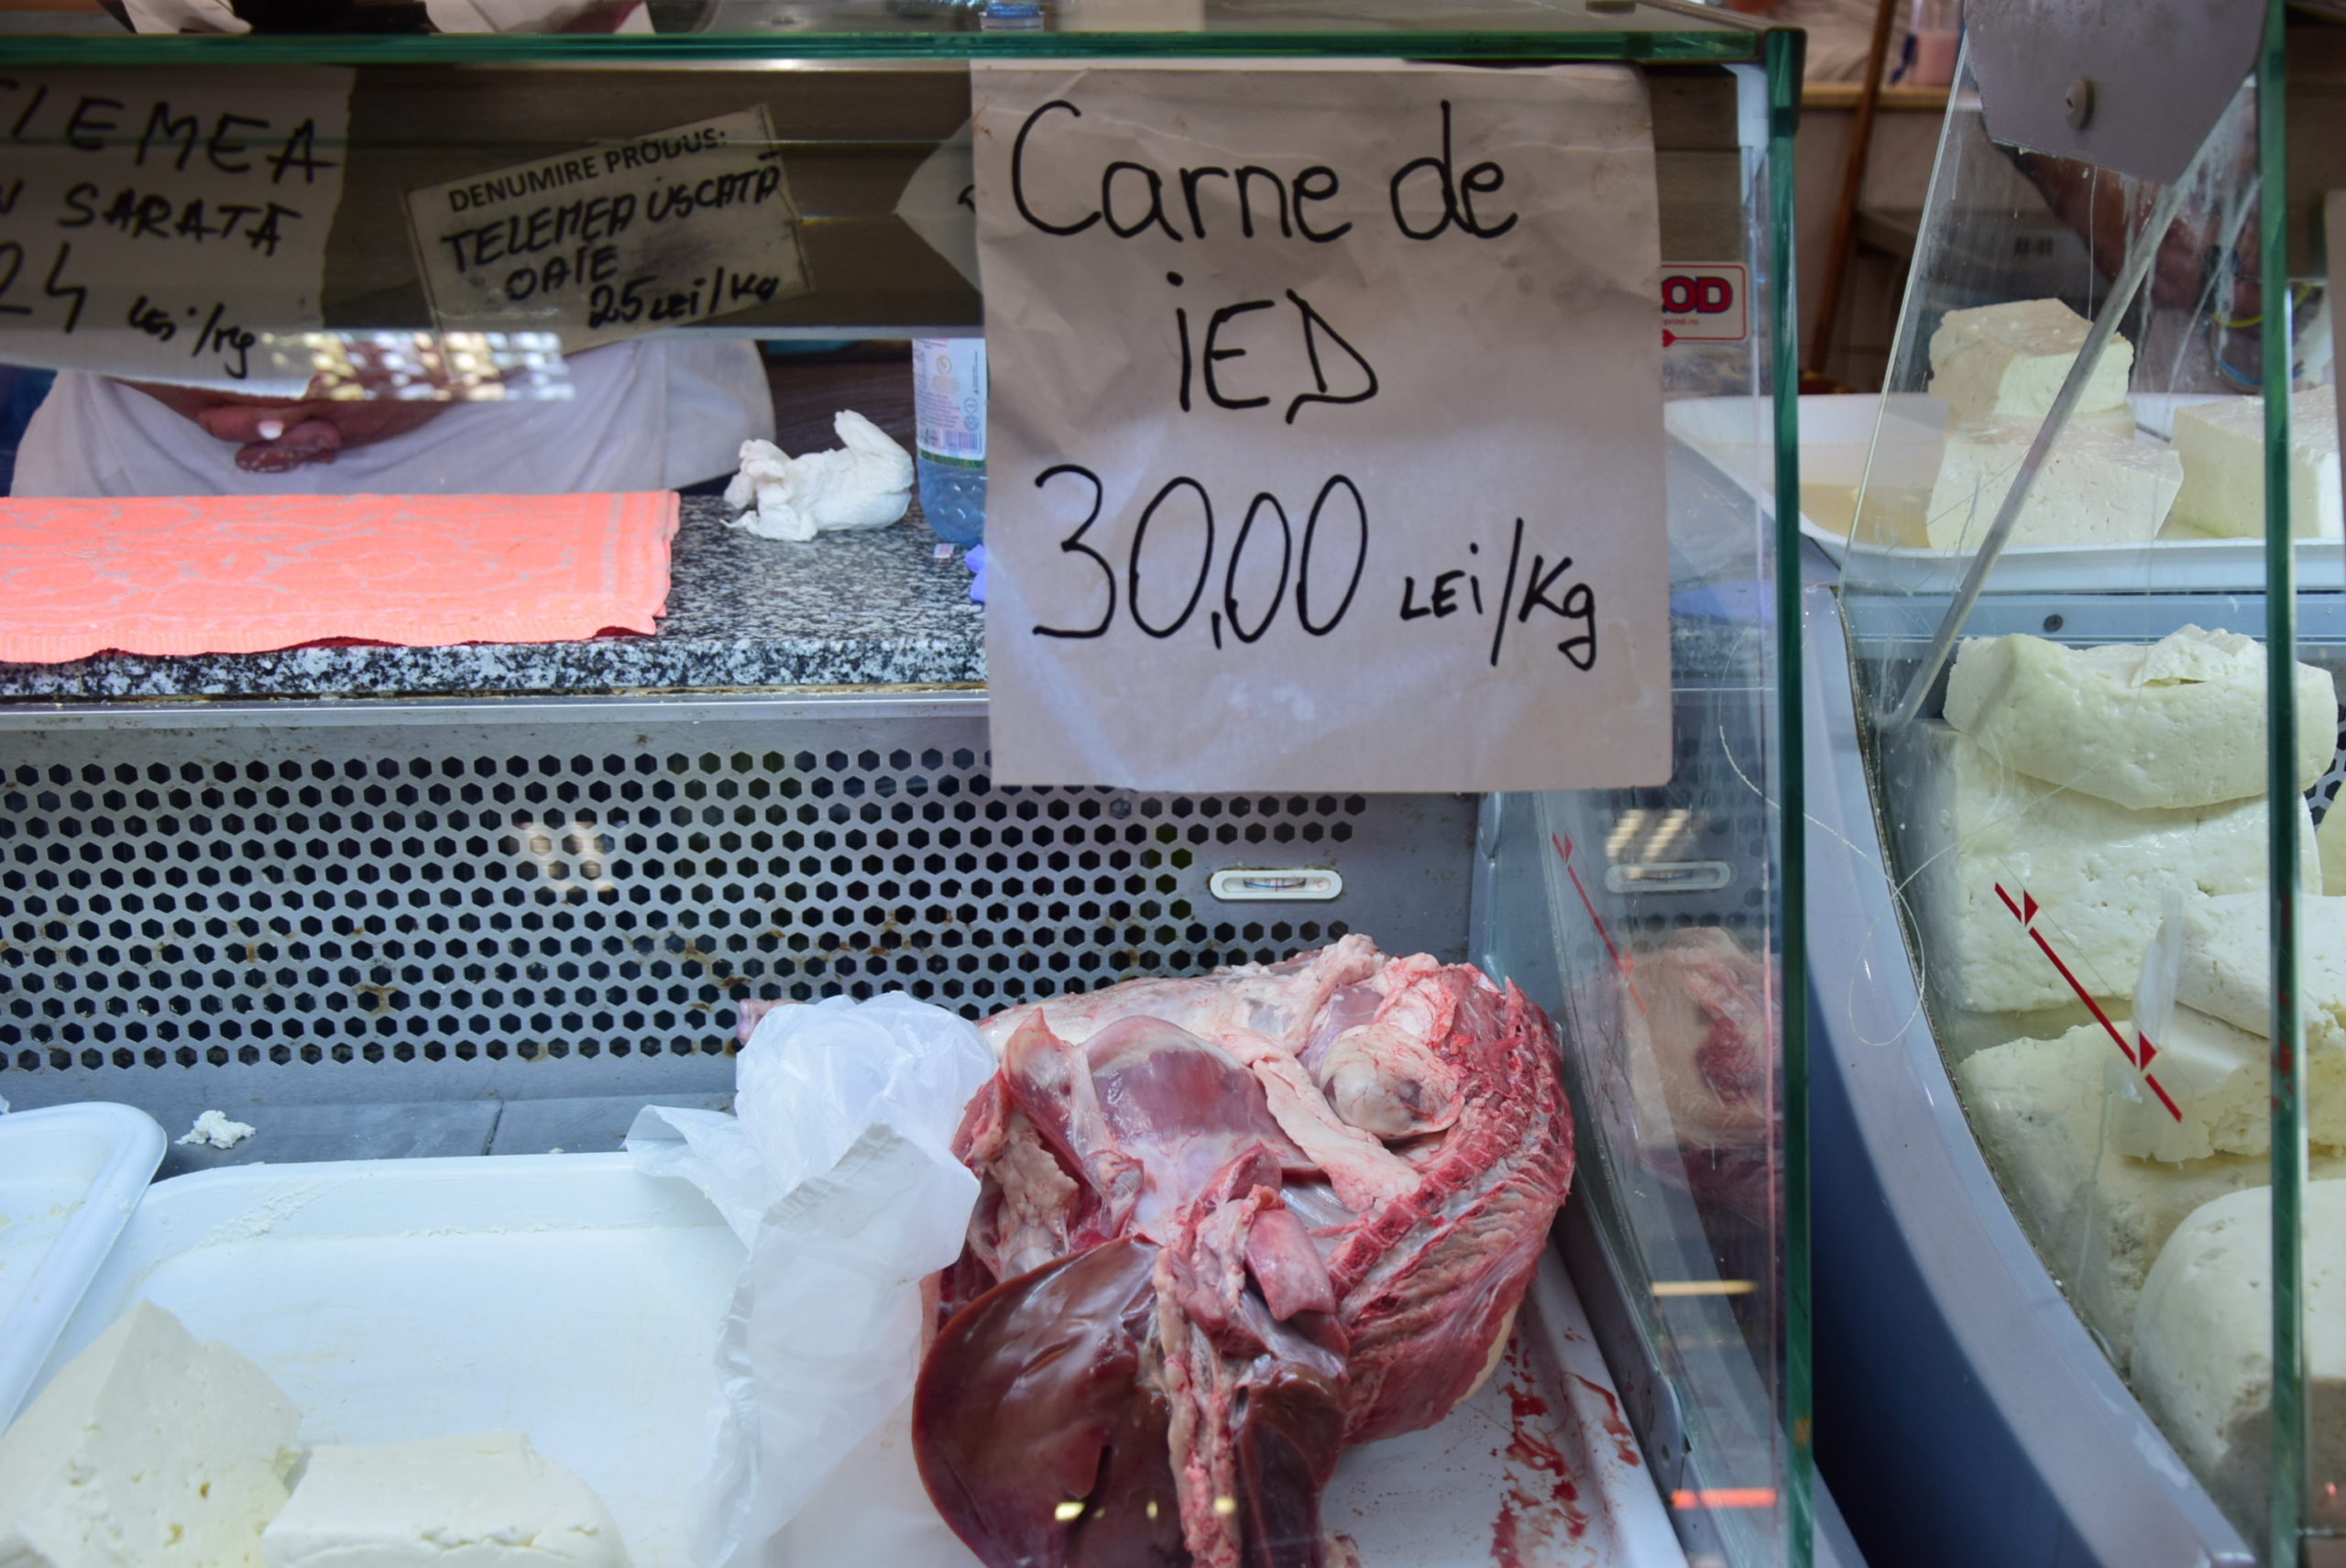 SARATĂ
24 Lei/Kg
DENUMIRE PRODUS:
TELEMEA USCATĂ
OAIE
25 LEI/Kg
Carne de
iED
30,00 LEi/Kg